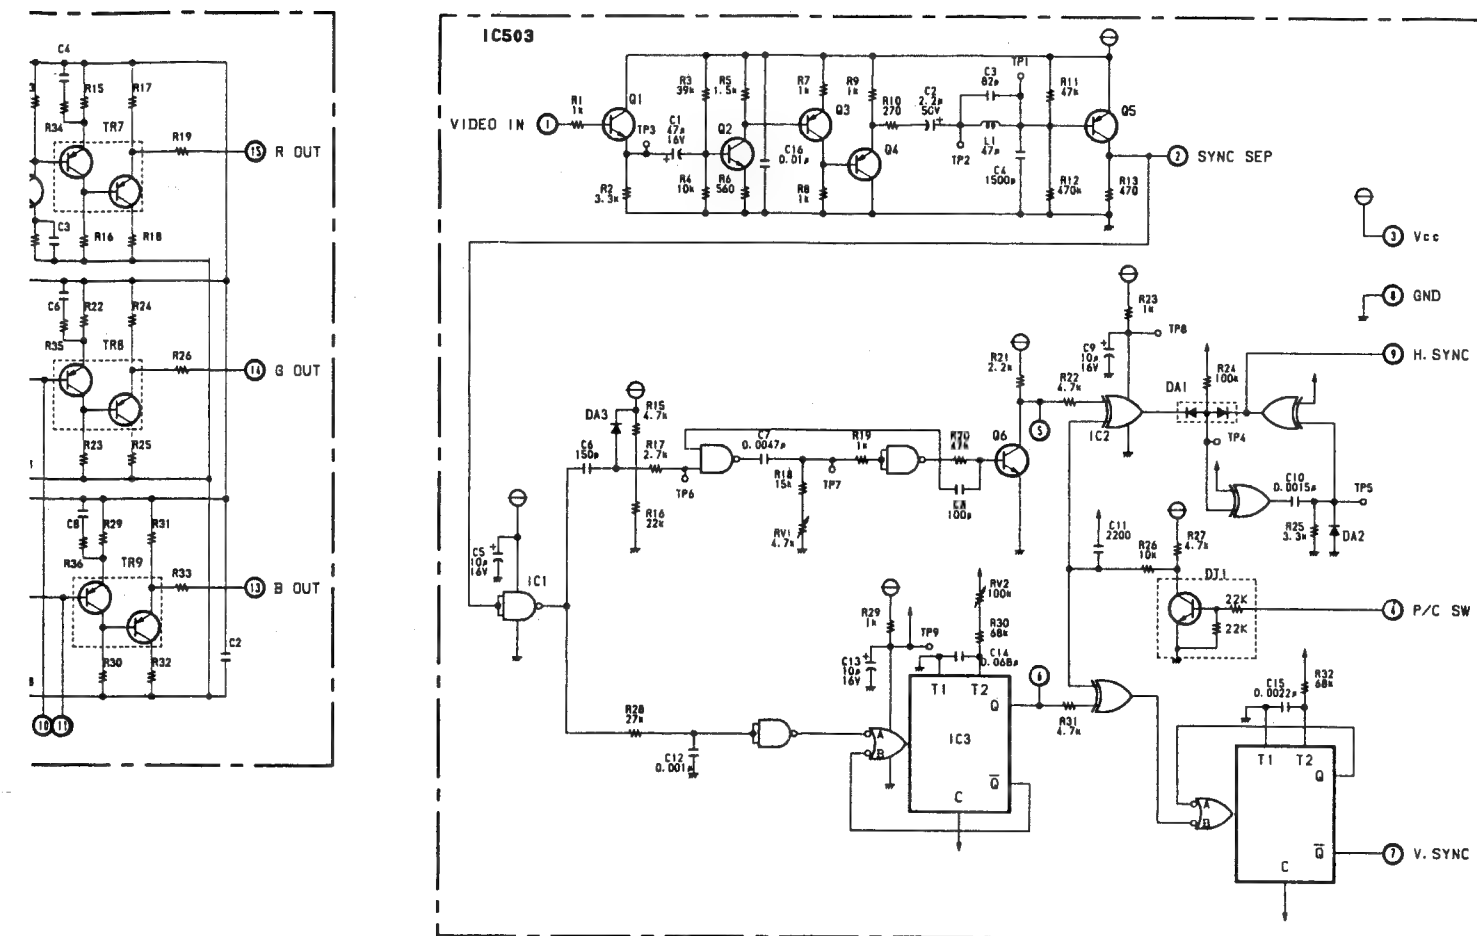 C4
R15
R17
R34
TR7
R19
15 R OUT
C3
R16
R18
C6
R22
R24
R35
TR8
R26
14 G OUT
R23
R25
C8
R29
R31
R36
TR9
R33
13 B OUT
R30
R32
C2
10
11
IC503
VIDEO IN
1
R1
1k
Q1
TP3
R2
3.3k
C1
47μ
16V
R3
39k
R4
10k
R5
1.5k
Q2
R6
560
C16
0.01μ
R7
1k
Q3
R8
1k
R9
1k
Q4
R10
270
C2
2.2μ
50V
TP2
C3
82p
TP1
L1
47μ
C4
1500p
R11
47k
R12
470k
Q5
R13
470
2 SYNC SEP
3 Vcc
8 GND
9 H.SYNC
R23
1k
TP8
C9
10μ
16V
R21
2.2k
R22
4.7k
5
IC2
DA1
R24
100k
TP4
C10
0.0015μ
TP5
R25
3.3k
DA2
DA3
R15
4.7k
C6
150p
R17
2.7k
TP6
R16
22k
C7
0.0047μ
R18
15k
TP7
RV1
4.7k
R19
1k
R20
47k
100p
Q6
C5
10μ
16V
IC1
C11
2200
R26
10k
R27
4.7k
DT1
22K
22K
4 P/C SW
RV2
100k
R29
1k
TP9
R30
68k
C13
10μ
16V
C14
0.068μ
T1
T2
Q
IC3
Q̅
C
A
B
6
R31
4.7k
R28
27k
C12
0.001μ
R32
68k
C15
0.0022μ
T1
T2
Q
A
B
Q̅
C
7 V.SYNC